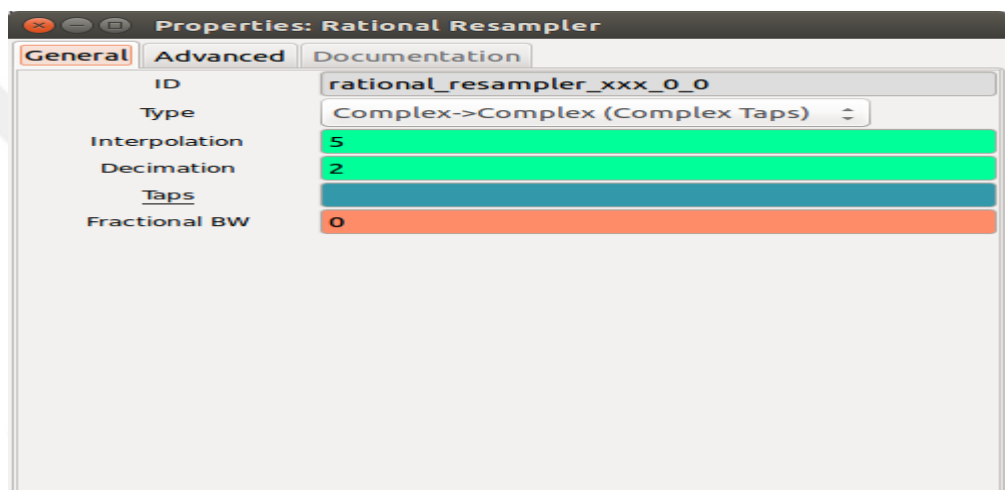 Properties: Rational Resampler
General Advanced Documentation
ID rational_resampler_xxx_0_0
Type Complex->Complex (Complex Taps)
Interpolation 5
Decimation 2
Taps
Fractional BW 0